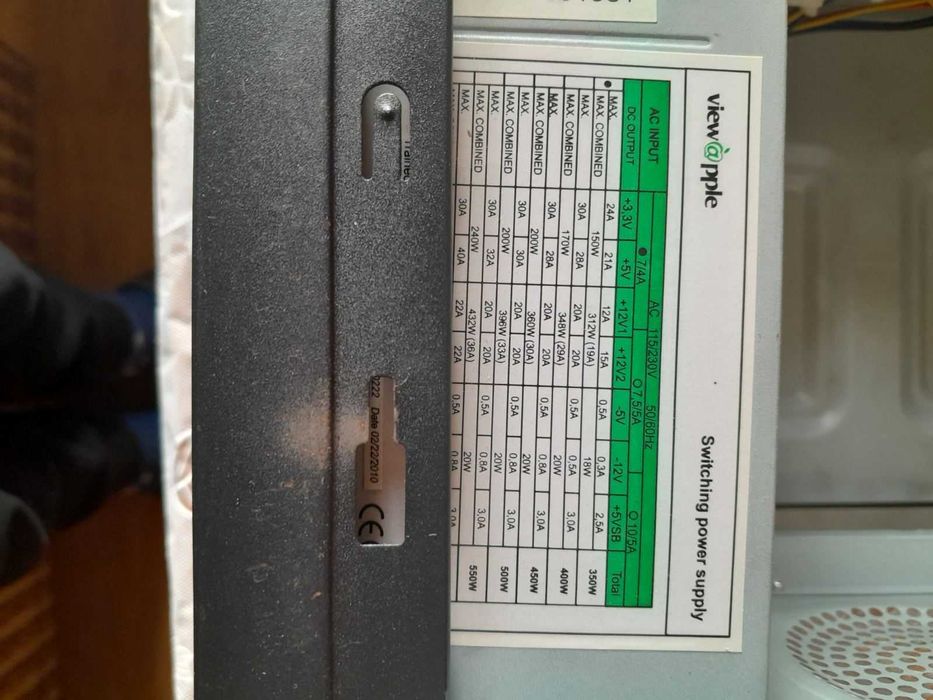 view@pple Switching power supply
AC INPUT AC 115/230V 50/60Hz
7/4A 7,5/5A 10/5A
DC OUTPUT +3,3V +5V +12V1 +12V2 -5V -12V +5VSB Total
MAX. 24A 21A 12A 15A 0,5A 0,3A 2,5A 350W
MAX. COMBINED 150W 312W (19A) 18W
MAX. 30A 28A 20A 20A 0,5A 0,5A 3,0A 400W
MAX. COMBINED 170W 348W (29A) 20W
MAX. 30A 28A 20A 20A 0,5A 0,8A 3,0A 450W
MAX. COMBINED 200W 360W (30A) 20W
MAX. 30A 30A 20A 20A 0,5A 0,8A 3,0A 500W
MAX. COMBINED 200W 396W (33A) 20W
MAX. 30A 32A 20A 20A 0,5A 0,8A 3,0A 550W
MAX. COMBINED 240W 432W (36A) 20W
MAX. 30A 40A 22A 22A 0,5A 0,8A 3,0A
0222 Date 02/22/2010
CE